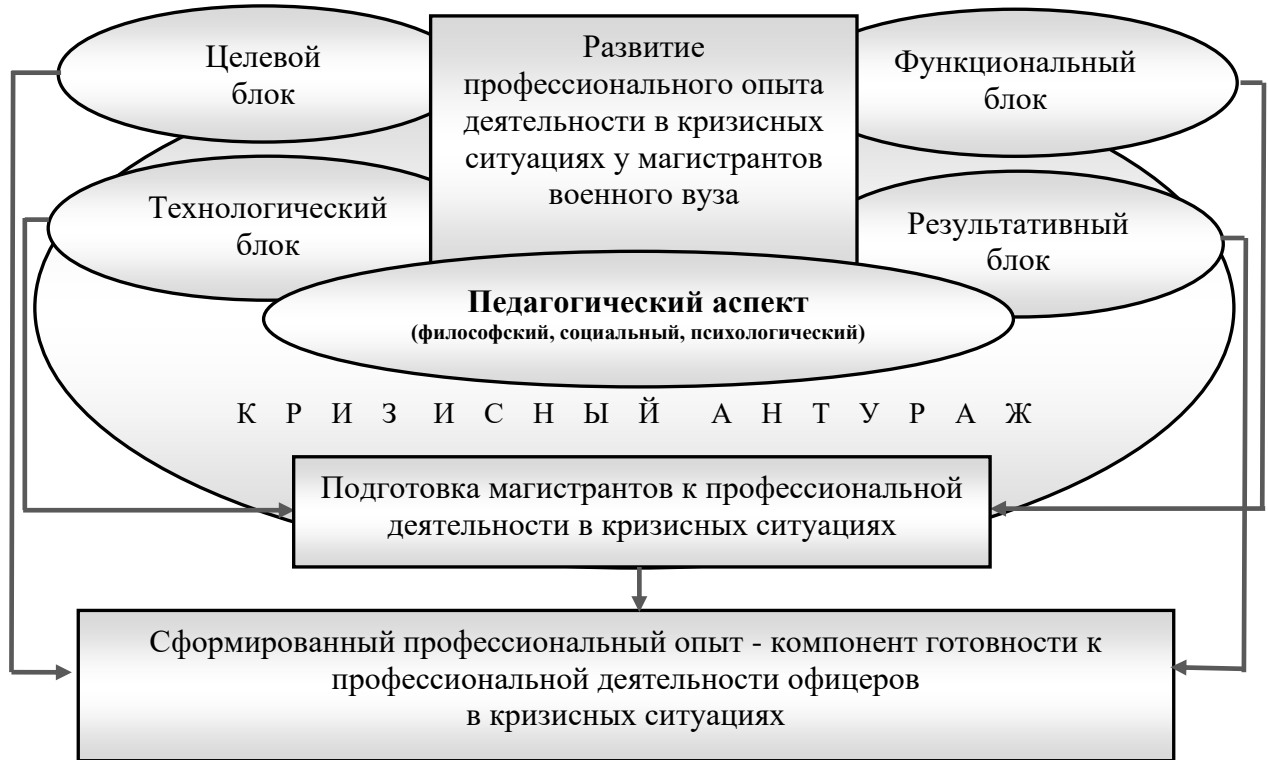 Целевой
блок
Развитие
профессионального опыта
деятельности в кризисных
ситуациях у магистрантов
военного вуза
Функциональный
блок
Технологический
блок
Результативный
блок
Педагогический аспект
(философский, социальный, психологический)
К Р И З И С Н Ы Й А Н Т У Р А Ж
Подготовка магистрантов к профессиональной
деятельности в кризисных ситуациях
Сформированный профессиональный опыт - компонент готовности к
профессиональной деятельности офицеров
в кризисных ситуациях